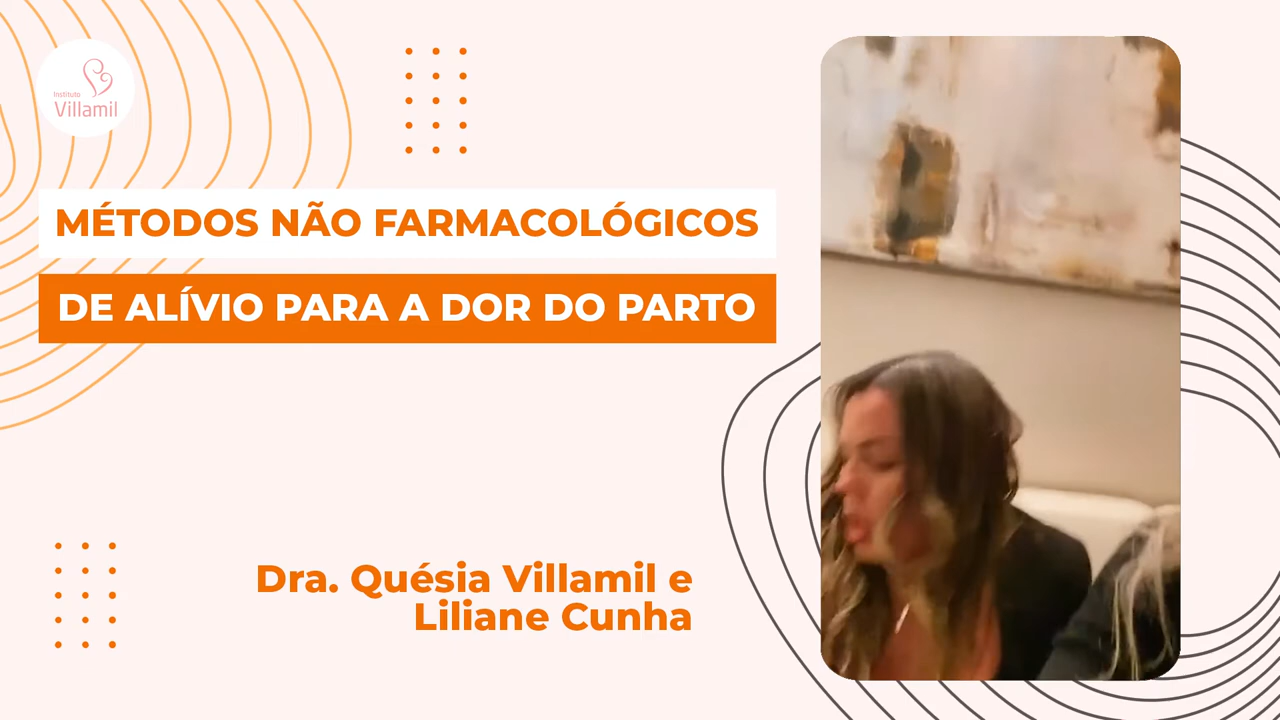 Instituto
Villamil
MÉTODOS NÃO FARMACOLÓGICOS
DE ALÍVIO PARA A DOR DO PARTO
Dra. Quésia Villamil e
Liliane Cunha